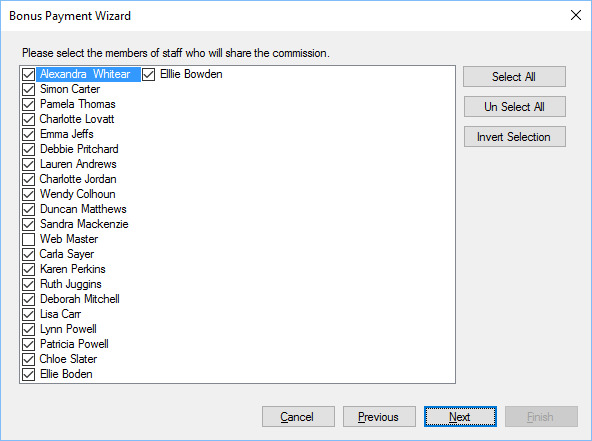 Bonus Payment Wizard
Please select the members of staff who will share the commission.
Alexandra  Whitear
Simon Carter
Pamela Thomas
Charlotte Lovatt
Emma Jeffs
Debbie Pritchard
Lauren Andrews
Charlotte Jordan
Wendy Colhoun
Duncan Matthews
Sandra Mackenzie
Web Master
Carla Sayer
Karen Perkins
Ruth Juggins
Deborah Mitchell
Lisa Carr
Lynn Powell
Patricia Powell
Chloe Slater
Ellie Boden
Elllie Bowden
Select All
Un Select All
Invert Selection
Cancel
Previous
Next
Finish